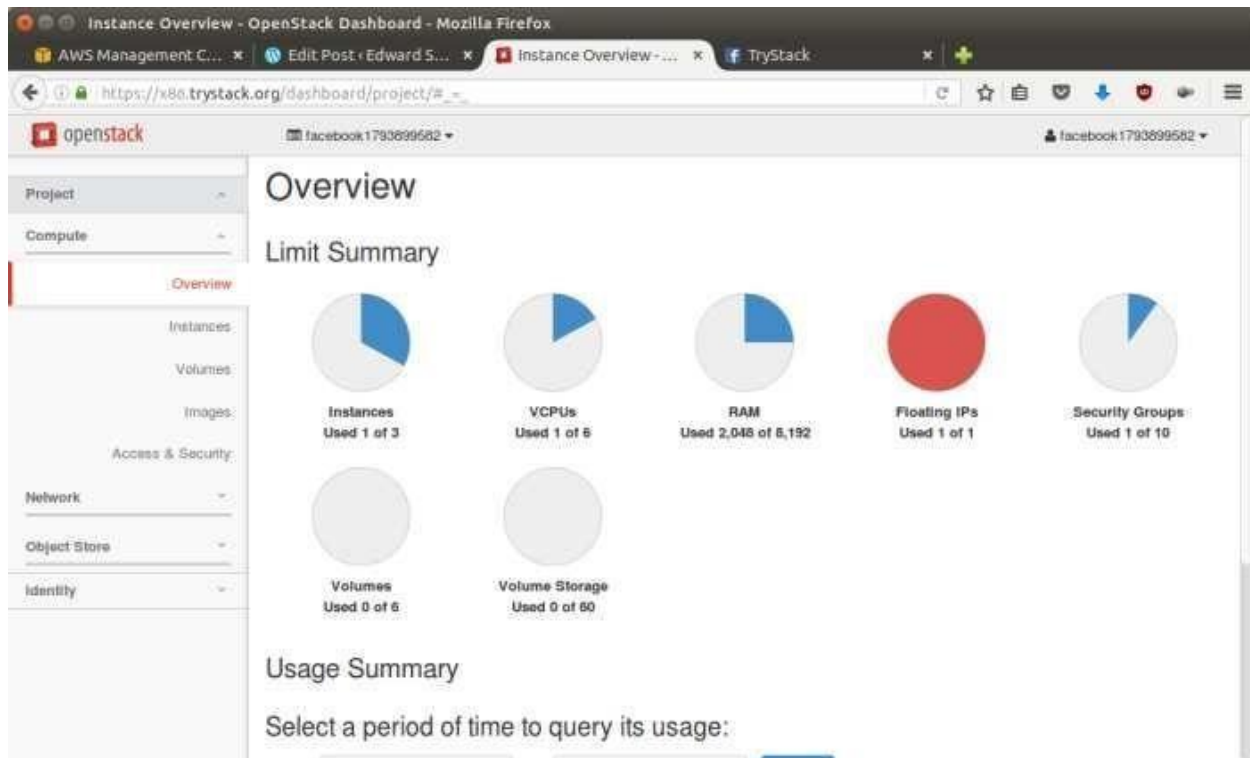 Instance Overview - OpenStack Dashboard - Mozilla Firefox
AWS Management C... Edit Post ‹ Edward S... Instance Overview - ... TryStack
https://x86.trystack.org/dashboard/project/#_=_
openstack facebook1793899582 facebook1793899582
Project
Compute
Overview
Instances
Volumes
Images
Access & Security
Network
Object Store
Identity
Overview
Limit Summary
Instances
Used 1 of 3
VCPUs
Used 1 of 6
RAM
Used 2,048 of 8,192
Floating IPs
Used 1 of 1
Security Groups
Used 1 of 10
Volumes
Used 0 of 6
Volume Storage
Used 0 of 60
Usage Summary
Select a period of time to query its usage: